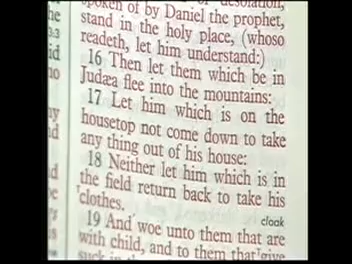 spoken of by Daniel the prophet,
stand in the holy place, (whoso
readeth, let him understand:)
16 Then let them which be in
Judæa flee into the mountains:
17 Let him which is on the
housetop not come down to take
any thing out of his house:
18 Neither let him which is in
the field return back to take his
clothes.
cloak
19 And woe unto them that are
with child, and to them that give
suck in